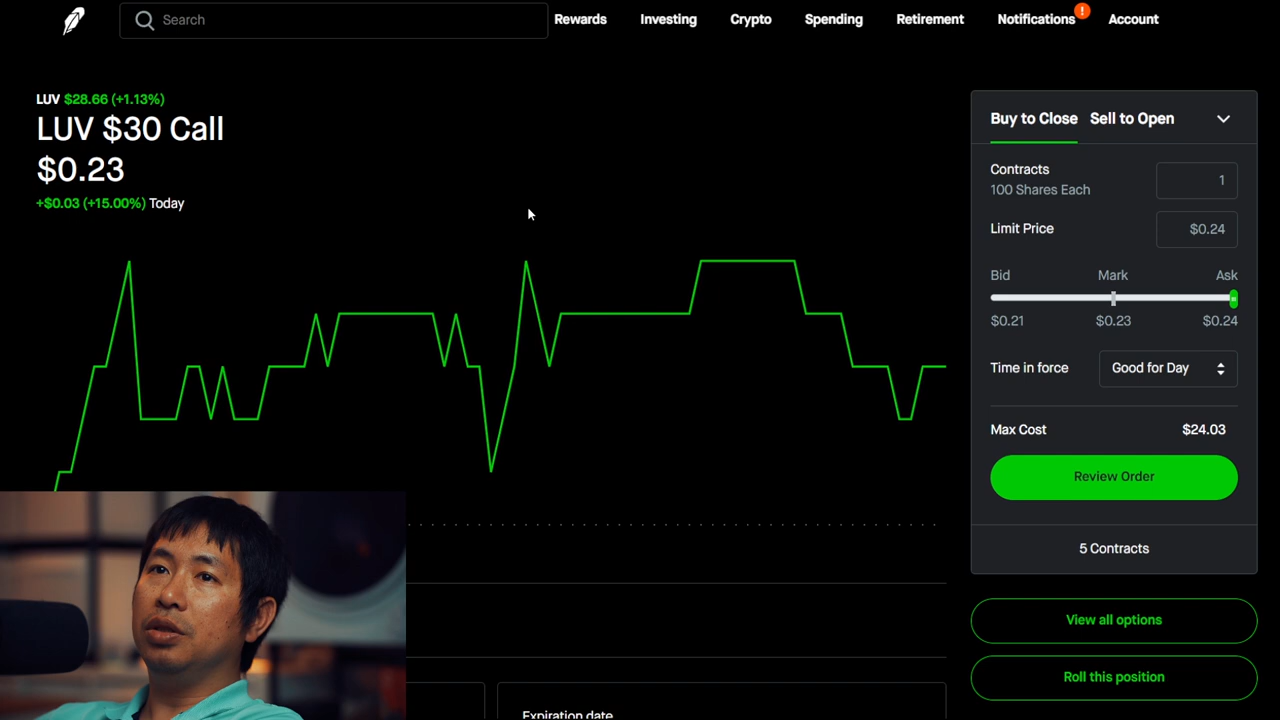 Search
Rewards
Investing
Crypto
Spending
Retirement
Notifications
!
Account
LUV $28.66 (+1.13%)
LUV $30 Call
$0.23
+$0.03 (+15.00%) Today
Buy to Close
Sell to Open
Contracts
1
100 Shares Each
Limit Price
$0.24
Bid
Mark
Ask
$0.21
$0.23
$0.24
Time in force
Good for Day
Max Cost
$24.03
Review Order
5 Contracts
View all options
Roll this position
Expiration date